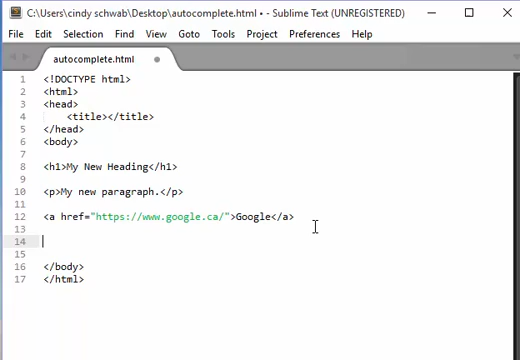 C:\Users\cindy schwab\Desktop\autocomplete.html • - Sublime Text (UNREGISTERED)
File Edit Selection Find View Goto Tools Project Preferences Help
autocomplete.html
1 <!DOCTYPE html>
2 <html>
3 <head>
4 <title></title>
5 </head>
6 <body>
7
8 <h1>My New Heading</h1>
9
10 <p>My new paragraph.</p>
11
12 <a href="https://www.google.ca/">Google</a>
13
14
15
16 </body>
17 </html>